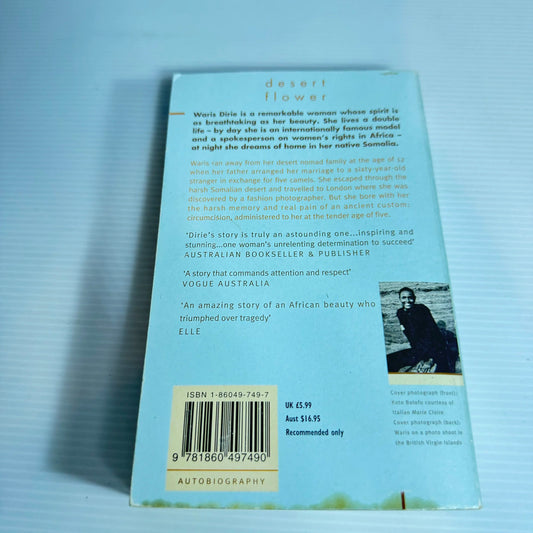 desert
flower
Waris Dirie is a remarkable woman whose spirit is
as breathtaking as her beauty. She lives a double
life – by day she is an internationally famous model
and a spokesperson on women's rights in Africa –
at night she dreams of home in her native Somalia.
Waris ran away from her desert nomad family at the age of 12
when her father arranged her marriage to a sixty-year-old
stranger in exchange for five camels. She escaped through the
harsh Somalian desert and travelled to London where she was
discovered by a fashion photographer. But she bore with her
the harsh memory and real pain of an ancient custom:
circumcision, administered to her at the tender age of five.
'Dirie's story is truly an astounding one...inspiring and
stunning...one woman's unrelenting determination to succeed'
AUSTRALIAN BOOKSELLER & PUBLISHER
'A story that commands attention and respect'
VOGUE AUSTRALIA
'An amazing story of an African beauty who
triumphed over tragedy'
ELLE
Cover photograph (front):
Koto Bolofo courtesy of
Italian Marie Claire
Cover photograph (back):
Waris on a photo shoot in
the British Virgin Islands
ISBN 1-86049-749-7
9 781860 497490
UK £5.99
Aust $16.95
Recommended only
AUTOBIOGRAPHY